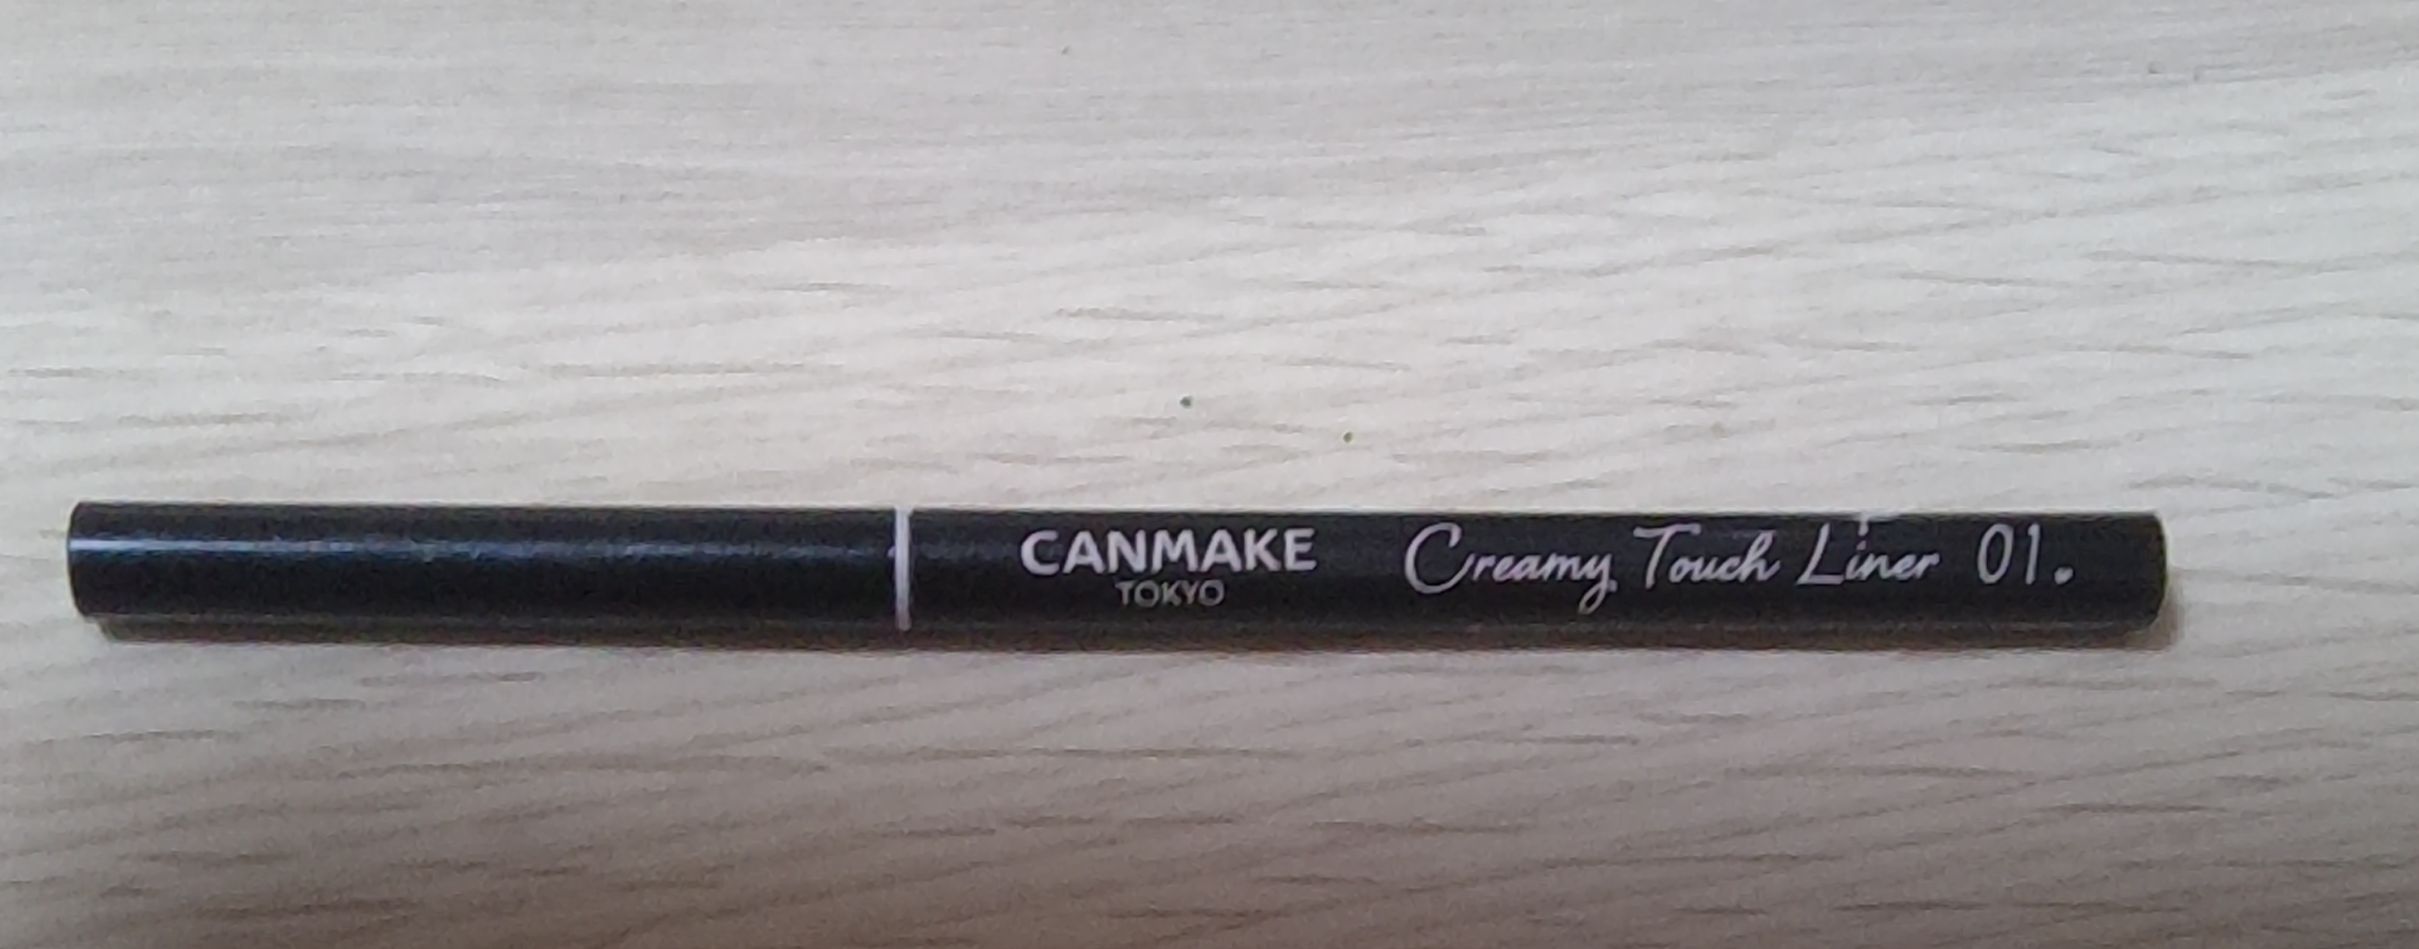 CANMAKE
TOKYO
Creamy Touch Liner 01.